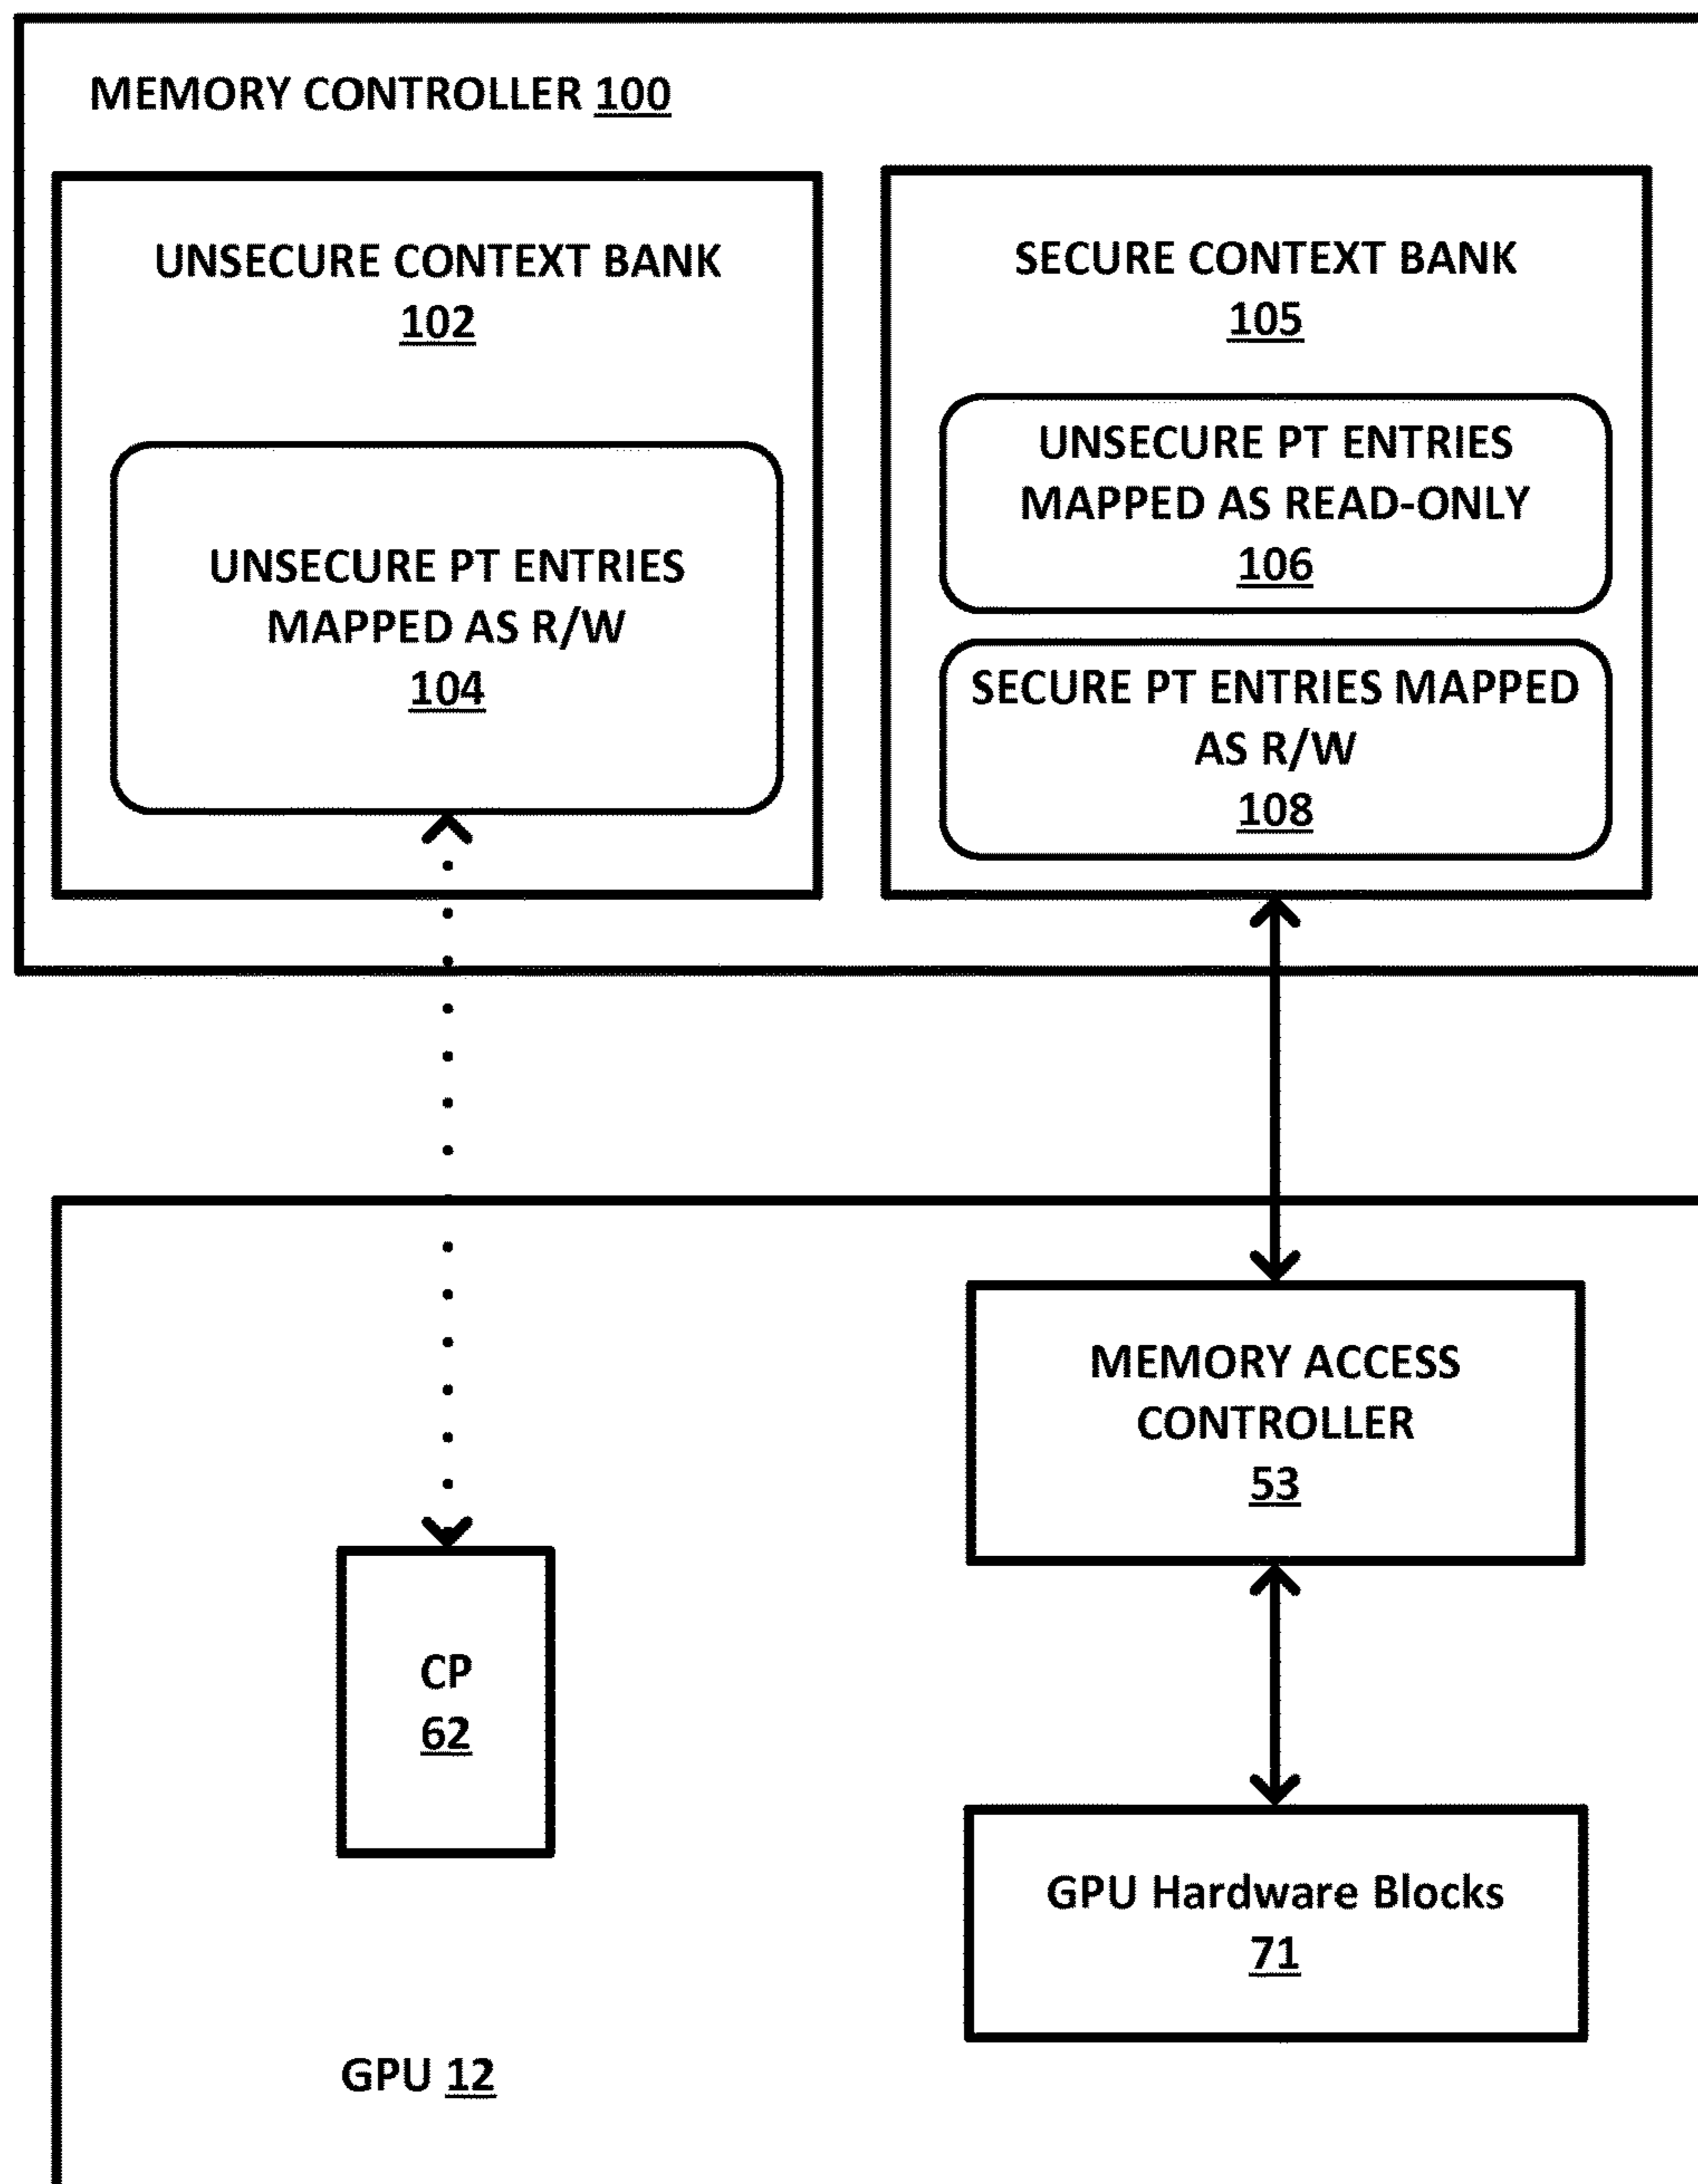 MEMORY CONTROLLER 100
UNSECURE CONTEXT BANK
102
UNSECURE PT ENTRIES
MAPPED AS R/W
104
SECURE CONTEXT BANK
105
UNSECURE PT ENTRIES
MAPPED AS READ-ONLY
106
SECURE PT ENTRIES MAPPED
AS R/W
108
MEMORY ACCESS
CONTROLLER
53
CP
62
GPU Hardware Blocks
71
GPU 12